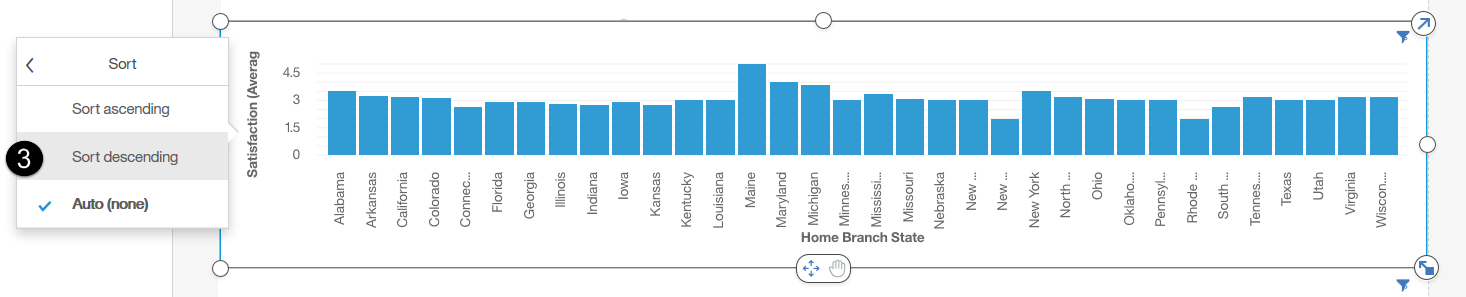 Sort
Sort ascending
3
Sort descending
Auto (none)
Satisfaction (Averag
4.5
3
1.5
0
Alabama
Arkansas
California
Colorado
Connec...
Florida
Georgia
Illinois
Indiana
Iowa
Kansas
Kentucky
Louisiana
Maine
Maryland
Michigan
Minnes....
Mississi...
Missouri
Nebraska
New ...
New ...
New York
North ...
Ohio
Oklaho....
Pennsyl...
Rhode ...
South ...
Tennes....
Texas
Utah
Virginia
Wiscon....
Home Branch State